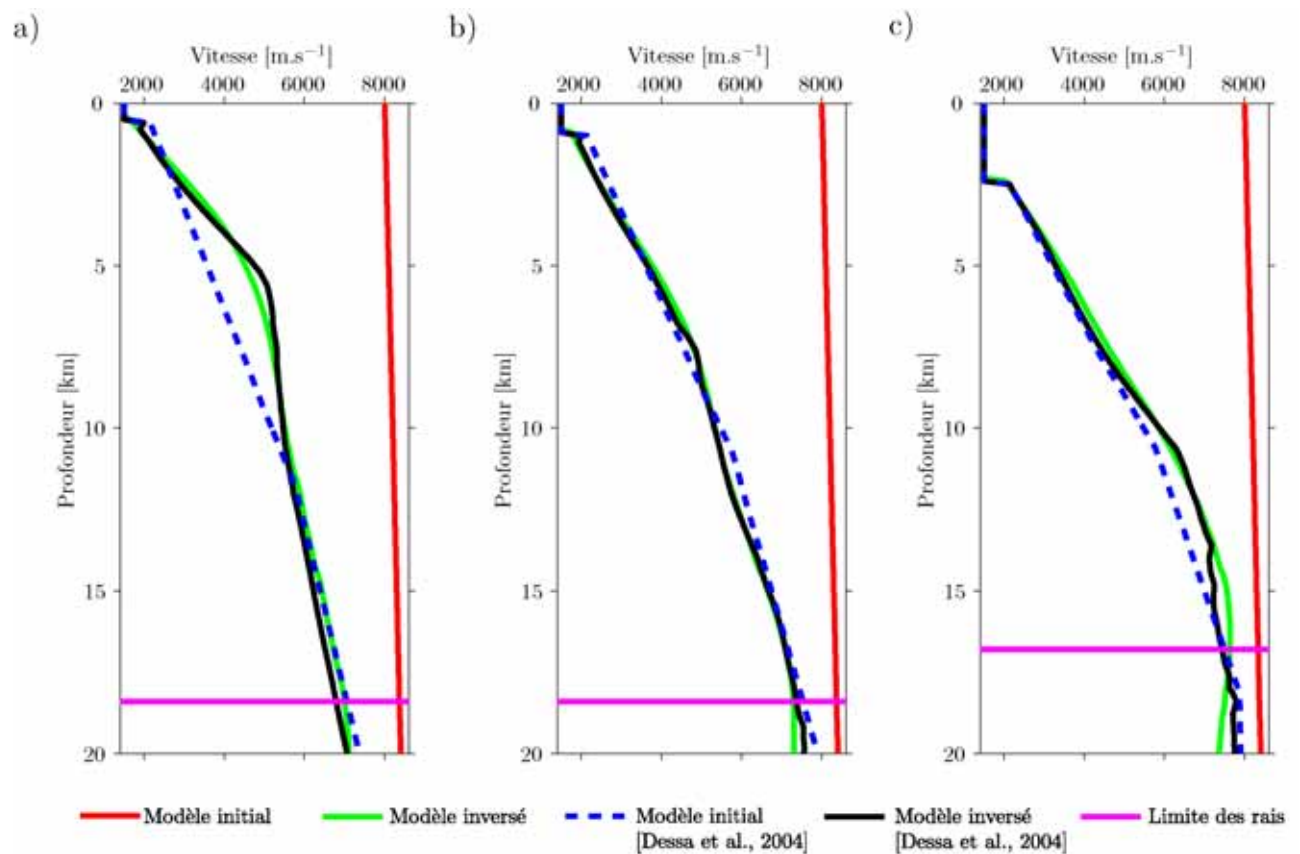 a)
Vitesse [m.s⁻¹]
2000 4000 6000 8000
0
5
10
15
20
Profondeur [km]
b)
Vitesse [m.s⁻¹]
2000 4000 6000 8000
0
5
10
15
20
Profondeur [km]
c)
Vitesse [m.s⁻¹]
2000 4000 6000 8000
0
5
10
15
20
Profondeur [km]
Modèle initial
Modèle inversé
Modèle initial
[Dessa et al., 2004]
Modèle inversé
[Dessa et al., 2004]
Limite des rais